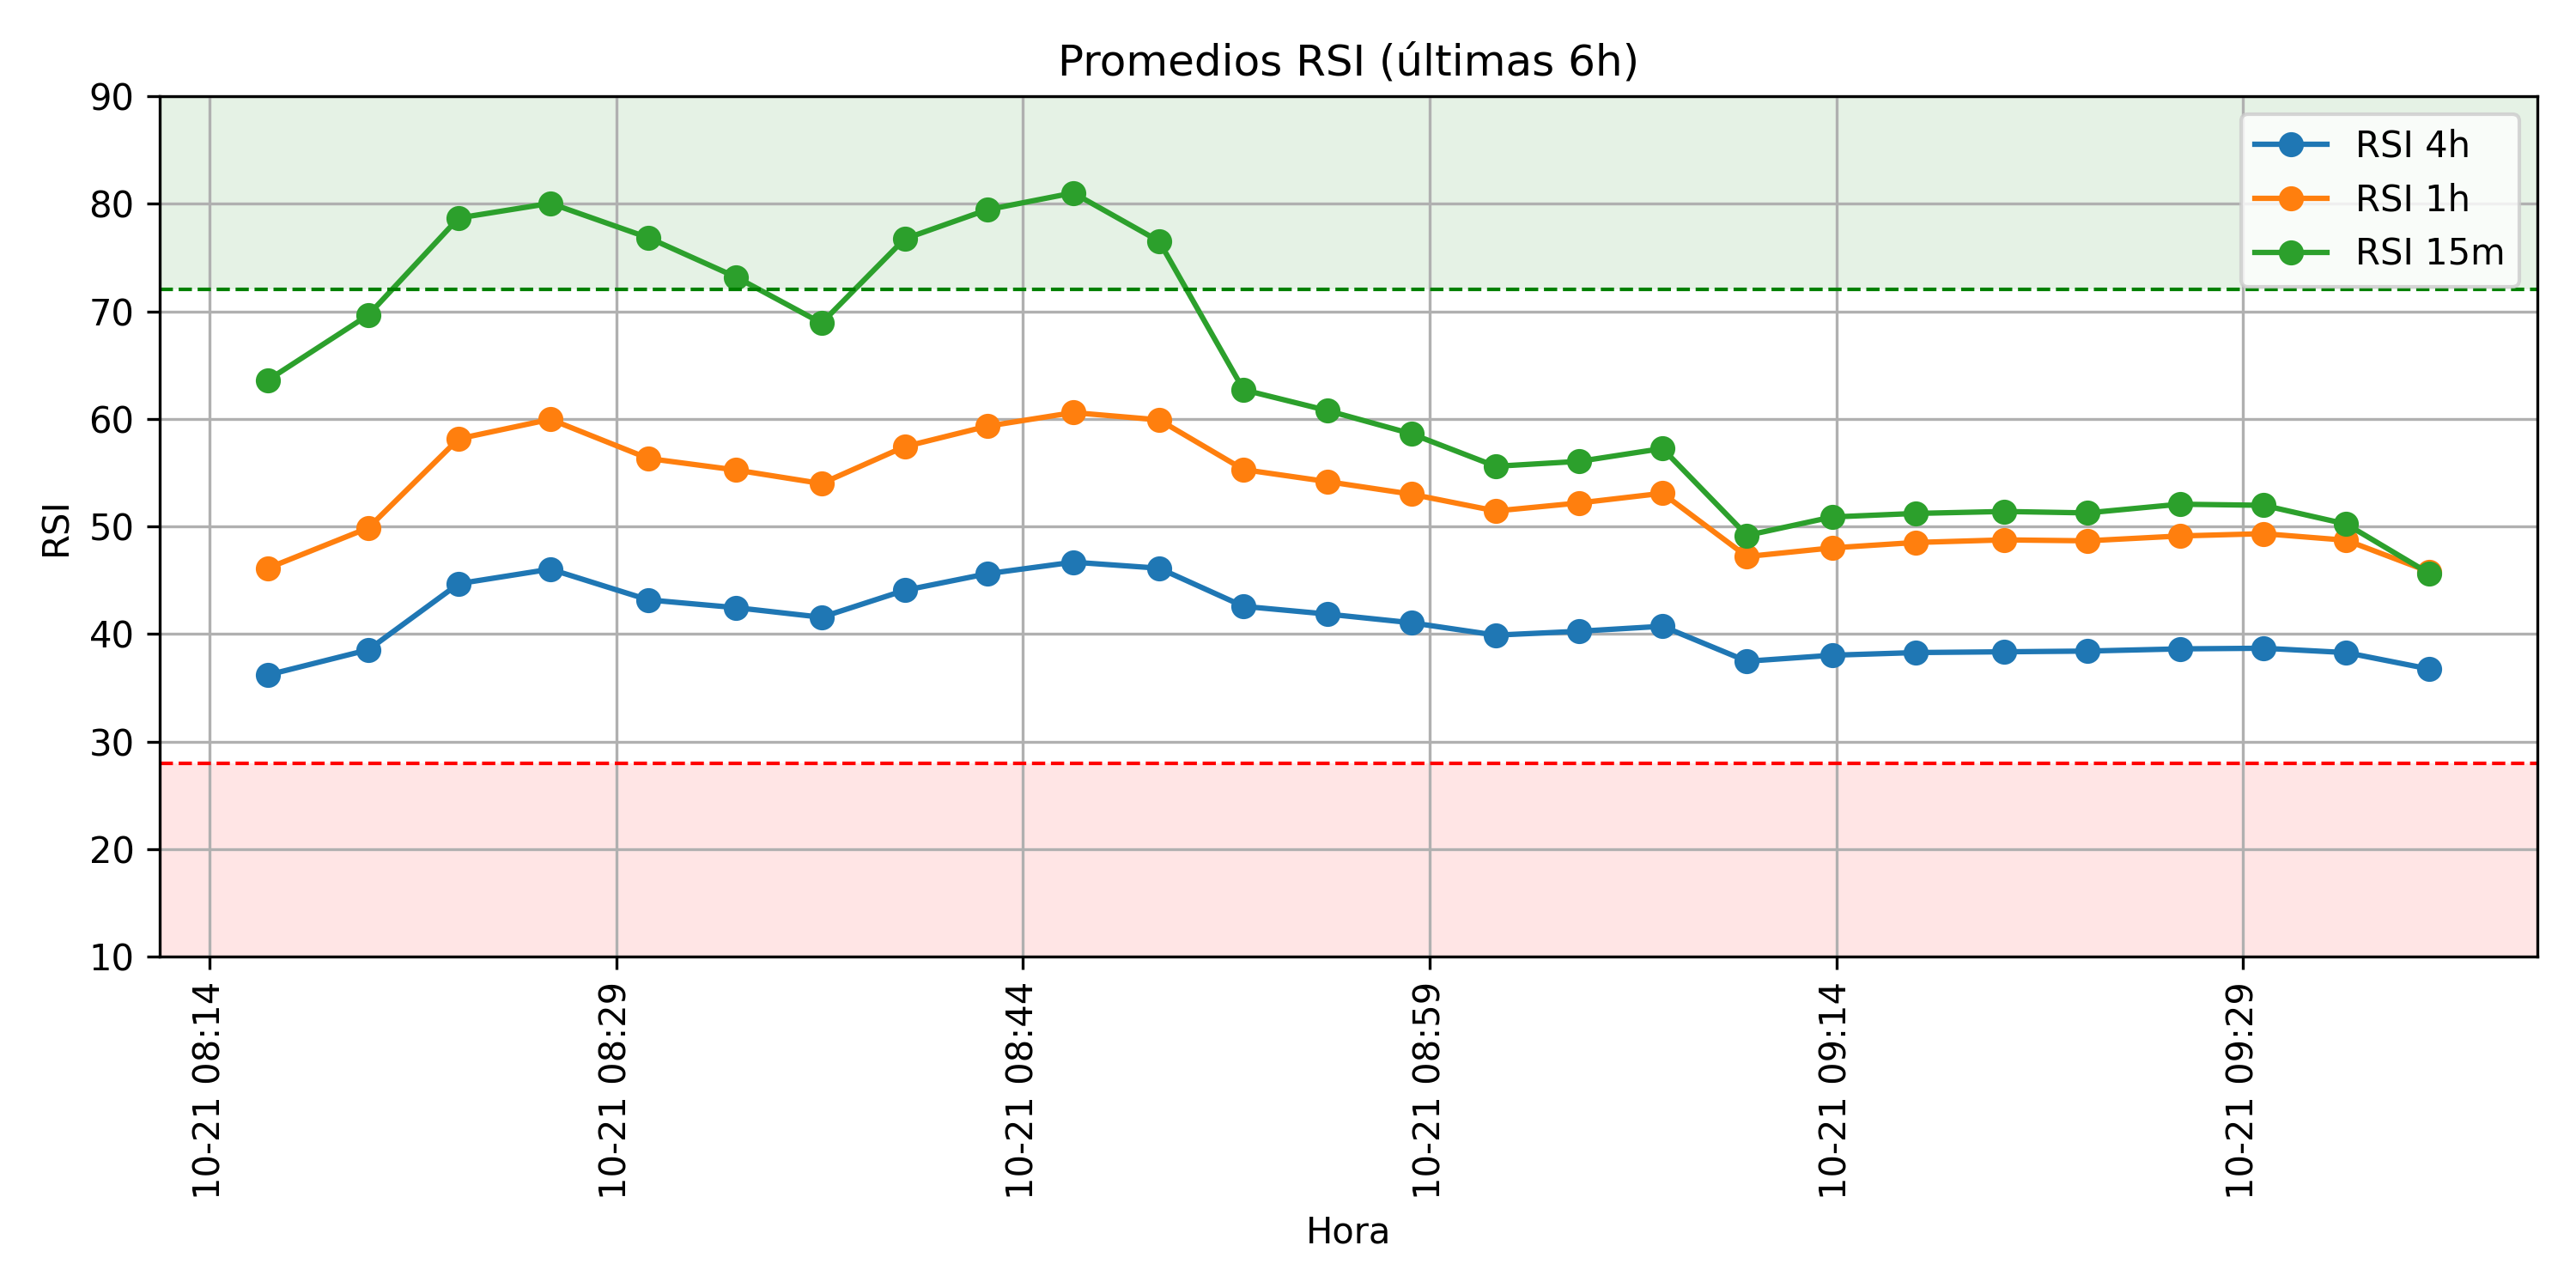 Promedios RSI (últimas 6h)
90
80
70
60
50
40
30
20
10
RSI
RSI 4h
RSI 1h
RSI 15m
10-21 08:14
10-21 08:29
10-21 08:44
10-21 08:59
10-21 09:14
10-21 09:29
Hora